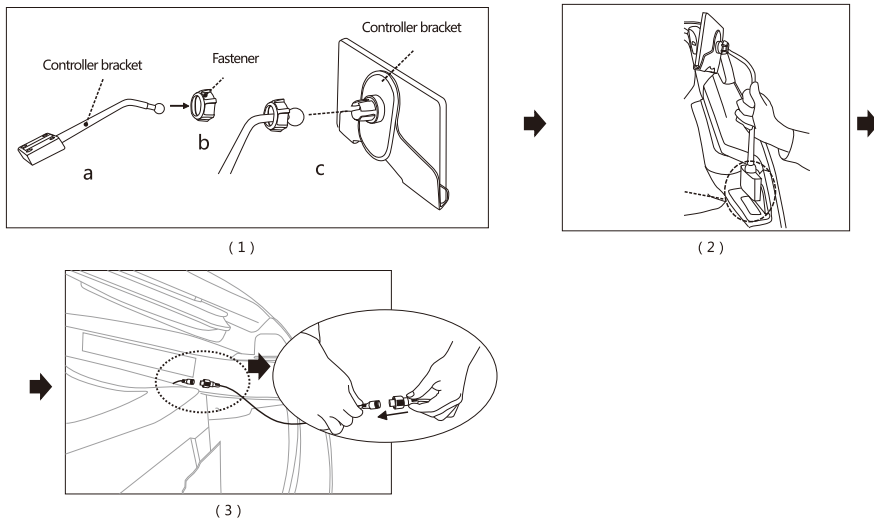 Controller bracket
Fastener
Controller bracket
a
b
c
(1)
(2)
(3)